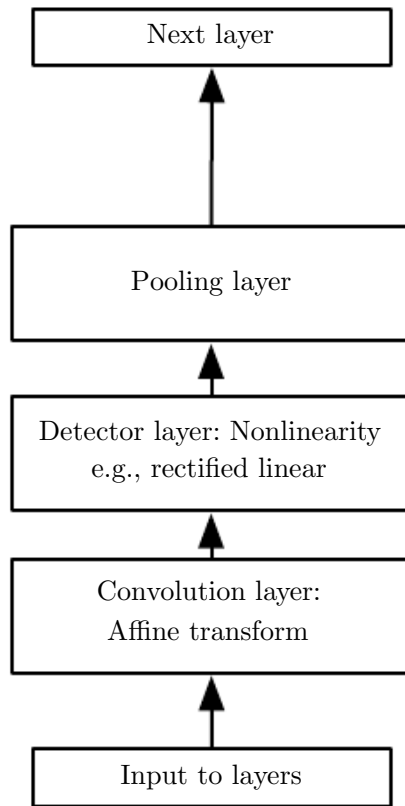 Next layer
Pooling layer
Detector layer: Nonlinearity
e.g., rectified linear
Convolution layer:
Affine transform
Input to layers